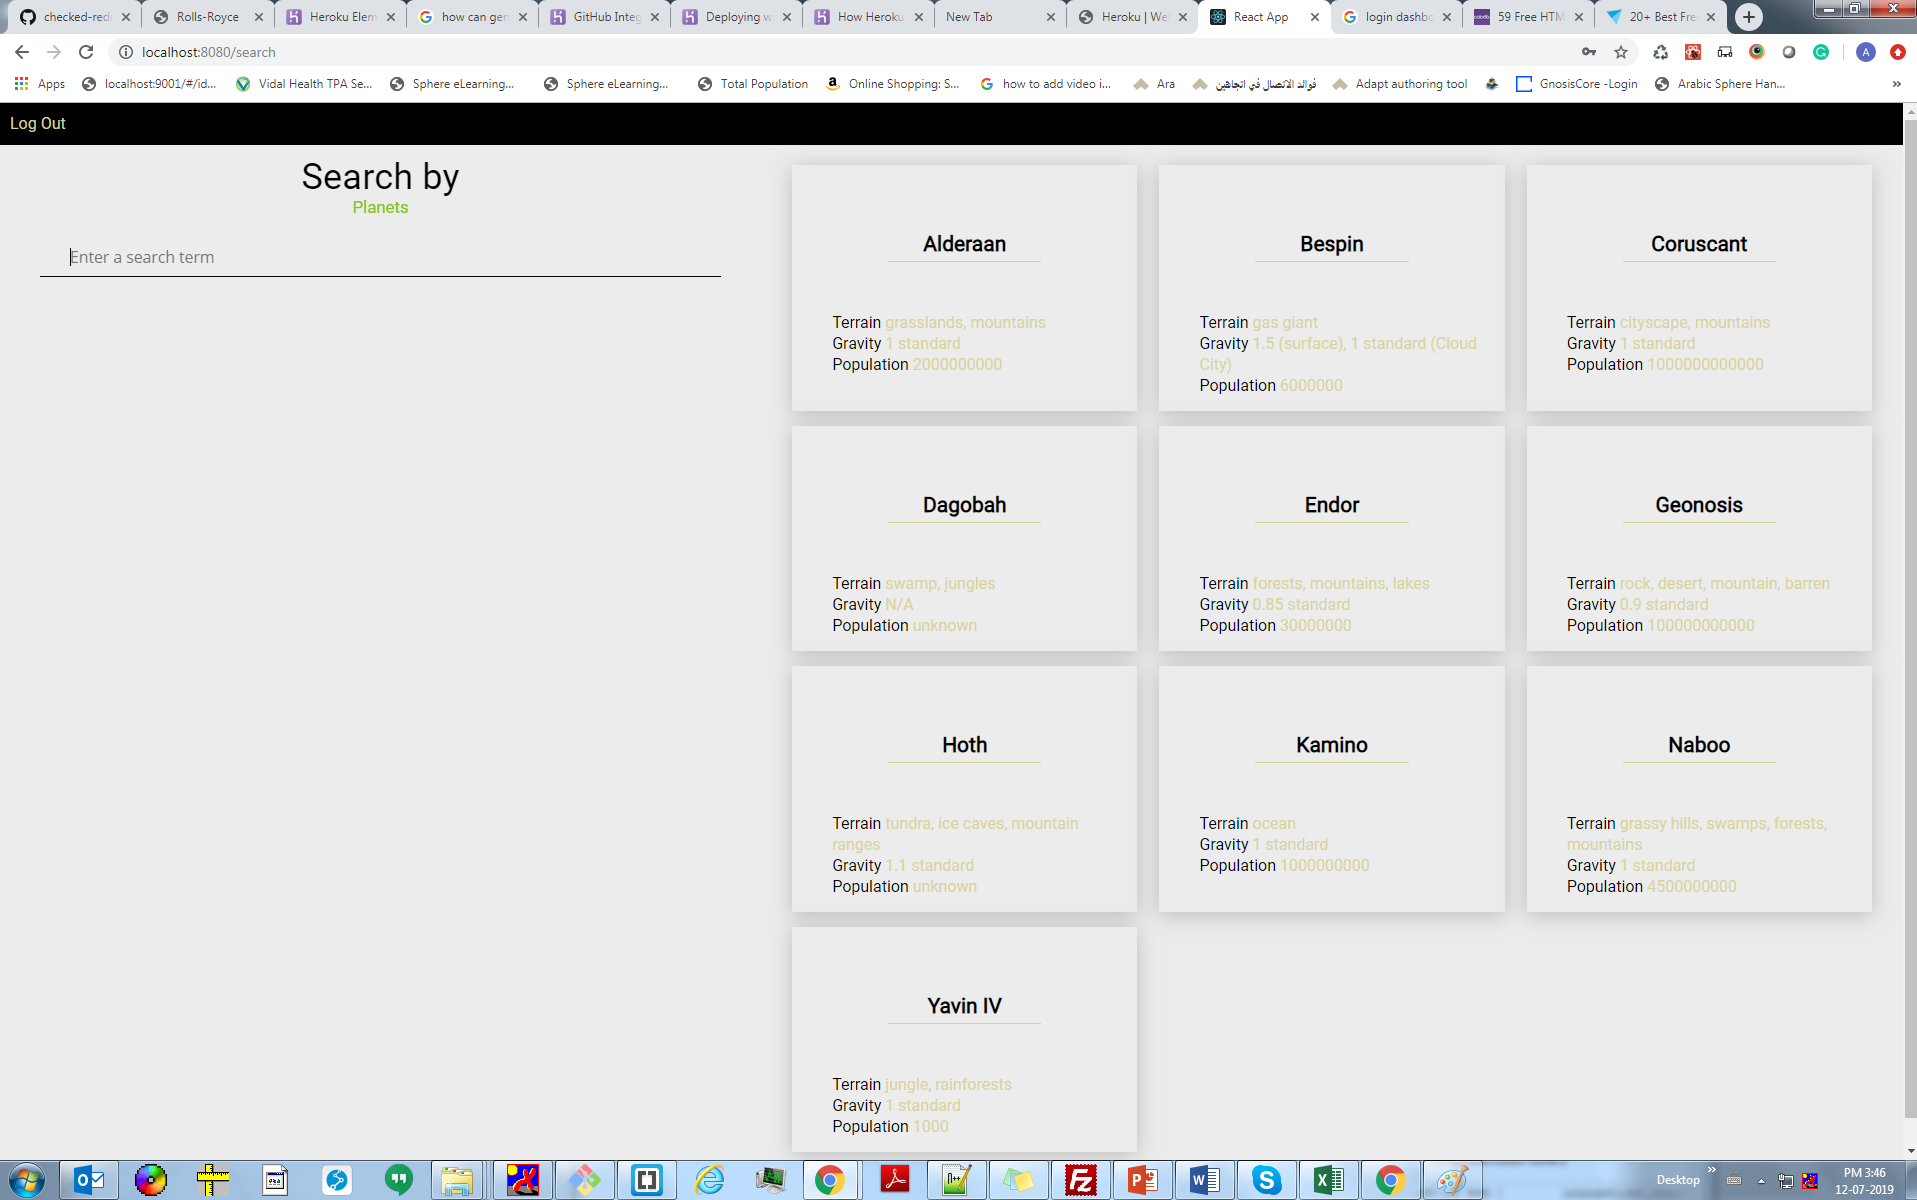 checked-red
Rolls-Royce
Heroku Elem
how can gen
GitHub Integ
Deploying w
How Heroku
New Tab
Heroku | We
React App
login dashb
59 Free HTM
20+ Best Fre
localhost:8080/search
A
Apps
localhost:9001/#/id...
Vidal Health TPA Se...
Sphere eLearning...
Sphere eLearning...
Total Population
Online Shopping: S...
how to add video i...
Ara
فوائد الاتصال في اتجاهين
Adapt authoring tool
GnosisCore -Login
Arabic Sphere Han...
»
Log Out
Search by
Planets
Enter a search term
Alderaan
Terrain grasslands, mountains
Gravity 1 standard
Population 2000000000
Bespin
Terrain gas giant
Gravity 1.5 (surface), 1 standard (Cloud
City)
Population 6000000
Coruscant
Terrain cityscape, mountains
Gravity 1 standard
Population 1000000000000
Dagobah
Terrain swamp, jungles
Gravity N/A
Population unknown
Endor
Terrain forests, mountains, lakes
Gravity 0.85 standard
Population 30000000
Geonosis
Terrain rock, desert, mountain, barren
Gravity 0.9 standard
Population 100000000000
Hoth
Terrain tundra, ice caves, mountain
ranges
Gravity 1.1 standard
Population unknown
Kamino
Terrain ocean
Gravity 1 standard
Population 1000000000
Naboo
Terrain grassy hills, swamps, forests,
mountains
Gravity 1 standard
Population 4500000000
Yavin IV
Terrain jungle, rainforests
Gravity 1 standard
Population 1000
Desktop
»
PM 3:46
12-07-2019